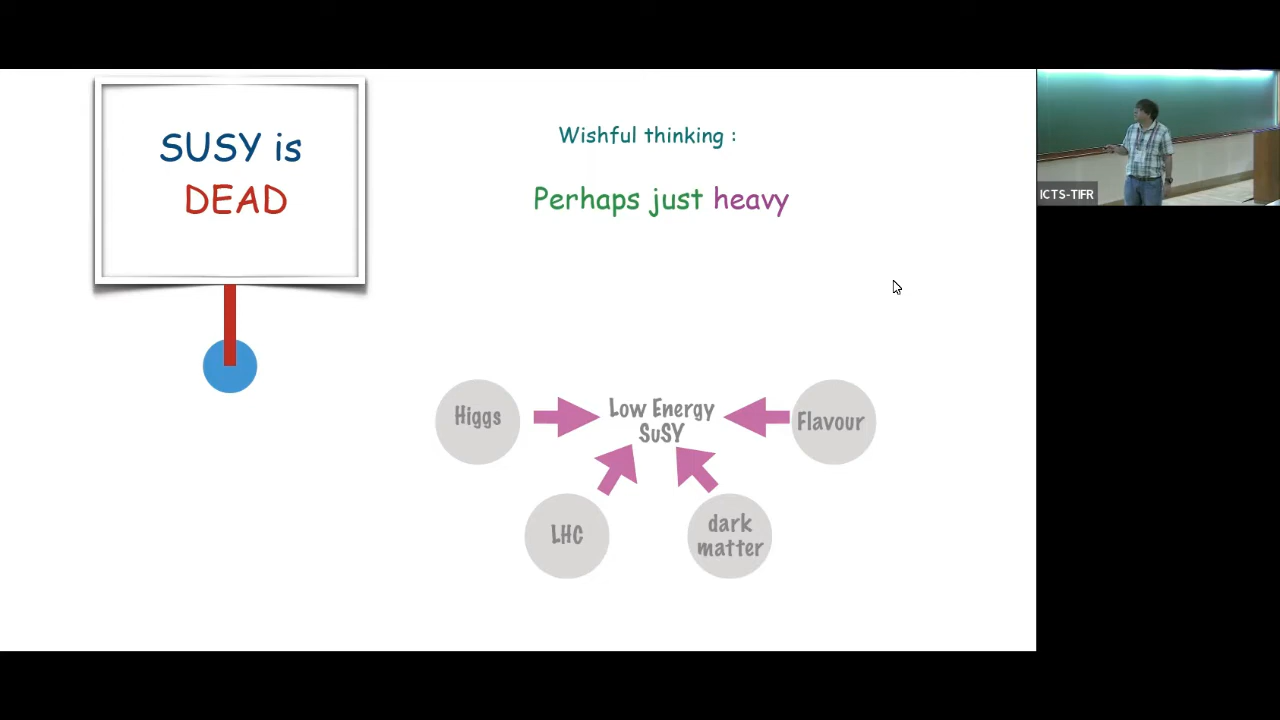 SUSY is
DEAD
Wishful thinking :
Perhaps just heavy
ICTS-TIFR
Higgs
Low Energy
SuSY
Flavour
LHC
dark
matter